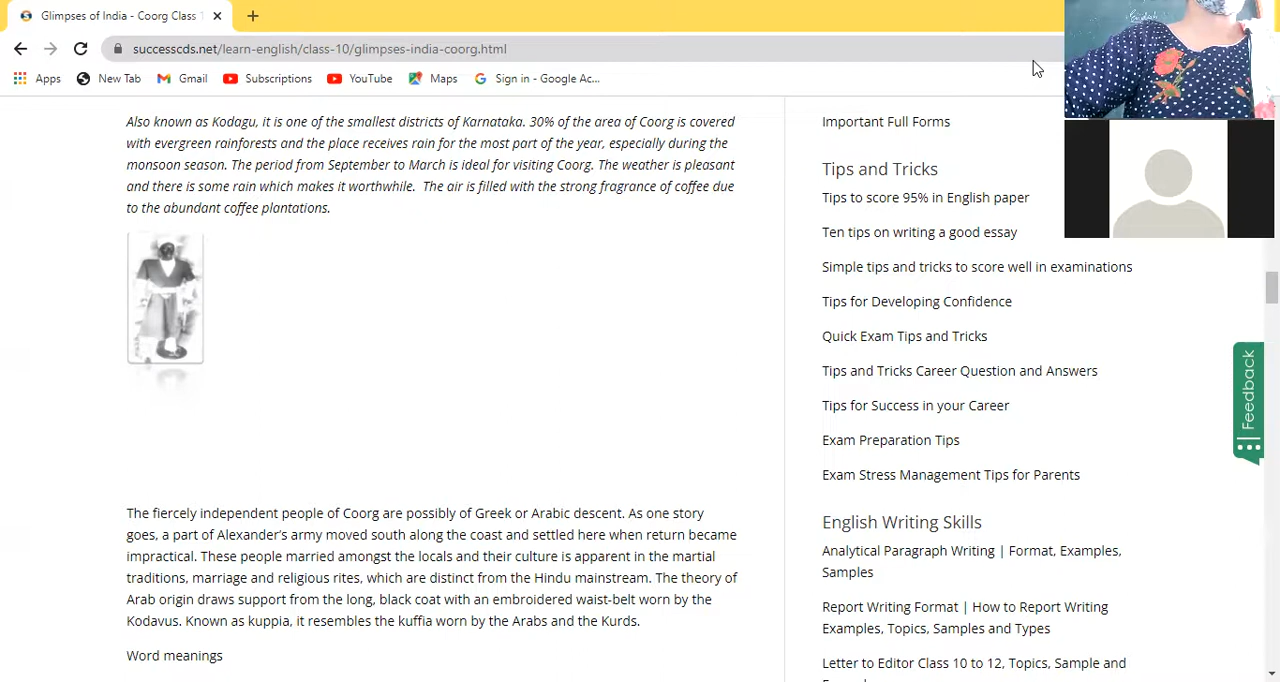 Glimpses of India - Coorg Class 1
successcds.net/learn-english/class-10/glimpses-india-coorg.html
Apps New Tab Gmail Subscriptions YouTube Maps Sign in - Google Ac...
Also known as Kodagu, it is one of the smallest districts of Karnataka. 30% of the area of Coorg is covered
with evergreen rainforests and the place receives rain for the most part of the year, especially during the
monsoon season. The period from September to March is ideal for visiting Coorg. The weather is pleasant
and there is some rain which makes it worthwhile. The air is filled with the strong fragrance of coffee due
to the abundant coffee plantations.
The fiercely independent people of Coorg are possibly of Greek or Arabic descent. As one story
goes, a part of Alexander's army moved south along the coast and settled here when return became
impractical. These people married amongst the locals and their culture is apparent in the martial
traditions, marriage and religious rites, which are distinct from the Hindu mainstream. The theory of
Arab origin draws support from the long, black coat with an embroidered waist-belt worn by the
Kodavus. Known as kuppia, it resembles the kuffia worn by the Arabs and the Kurds.
Word meanings
Important Full Forms
Tips and Tricks
Tips to score 95% in English paper
Ten tips on writing a good essay
Simple tips and tricks to score well in examinations
Tips for Developing Confidence
Quick Exam Tips and Tricks
Tips and Tricks Career Question and Answers
Tips for Success in your Career
Exam Preparation Tips
Exam Stress Management Tips for Parents
English Writing Skills
Analytical Paragraph Writing | Format, Examples,
Samples
Report Writing Format | How to Report Writing
Examples, Topics, Samples and Types
Letter to Editor Class 10 to 12, Topics, Sample and
Feedback